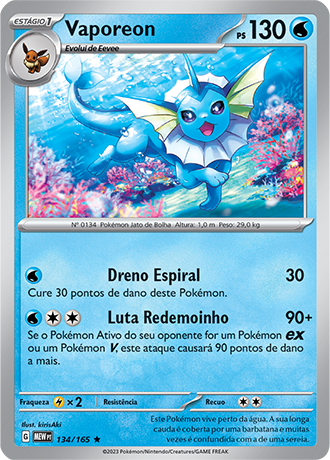 ESTÁGIO 1
Vaporeon
PS 130
Evolui de Eevee
Nº 0134 Pokémon Jato de Bolha Altura: 1,0 m Peso: 29,0 kg
Dreno Espiral 30
Cure 30 pontos de dano deste Pokémon.
Luta Redemoinho 90+
Se o Pokémon Ativo do seu oponente for um Pokémon ex
ou um Pokémon V, este ataque causará 90 pontos de dano
a mais.
Fraqueza ×2 Resistência Recuo
Ilust. kirisAki
G MEW PT 134/165
Este Pokémon vive perto da água. A sua longa
cauda é coberta por uma barbatana e muitas
vezes é confundida com a de uma sereia.
©2023 Pokémon/Nintendo/Creatures/GAME FREAK